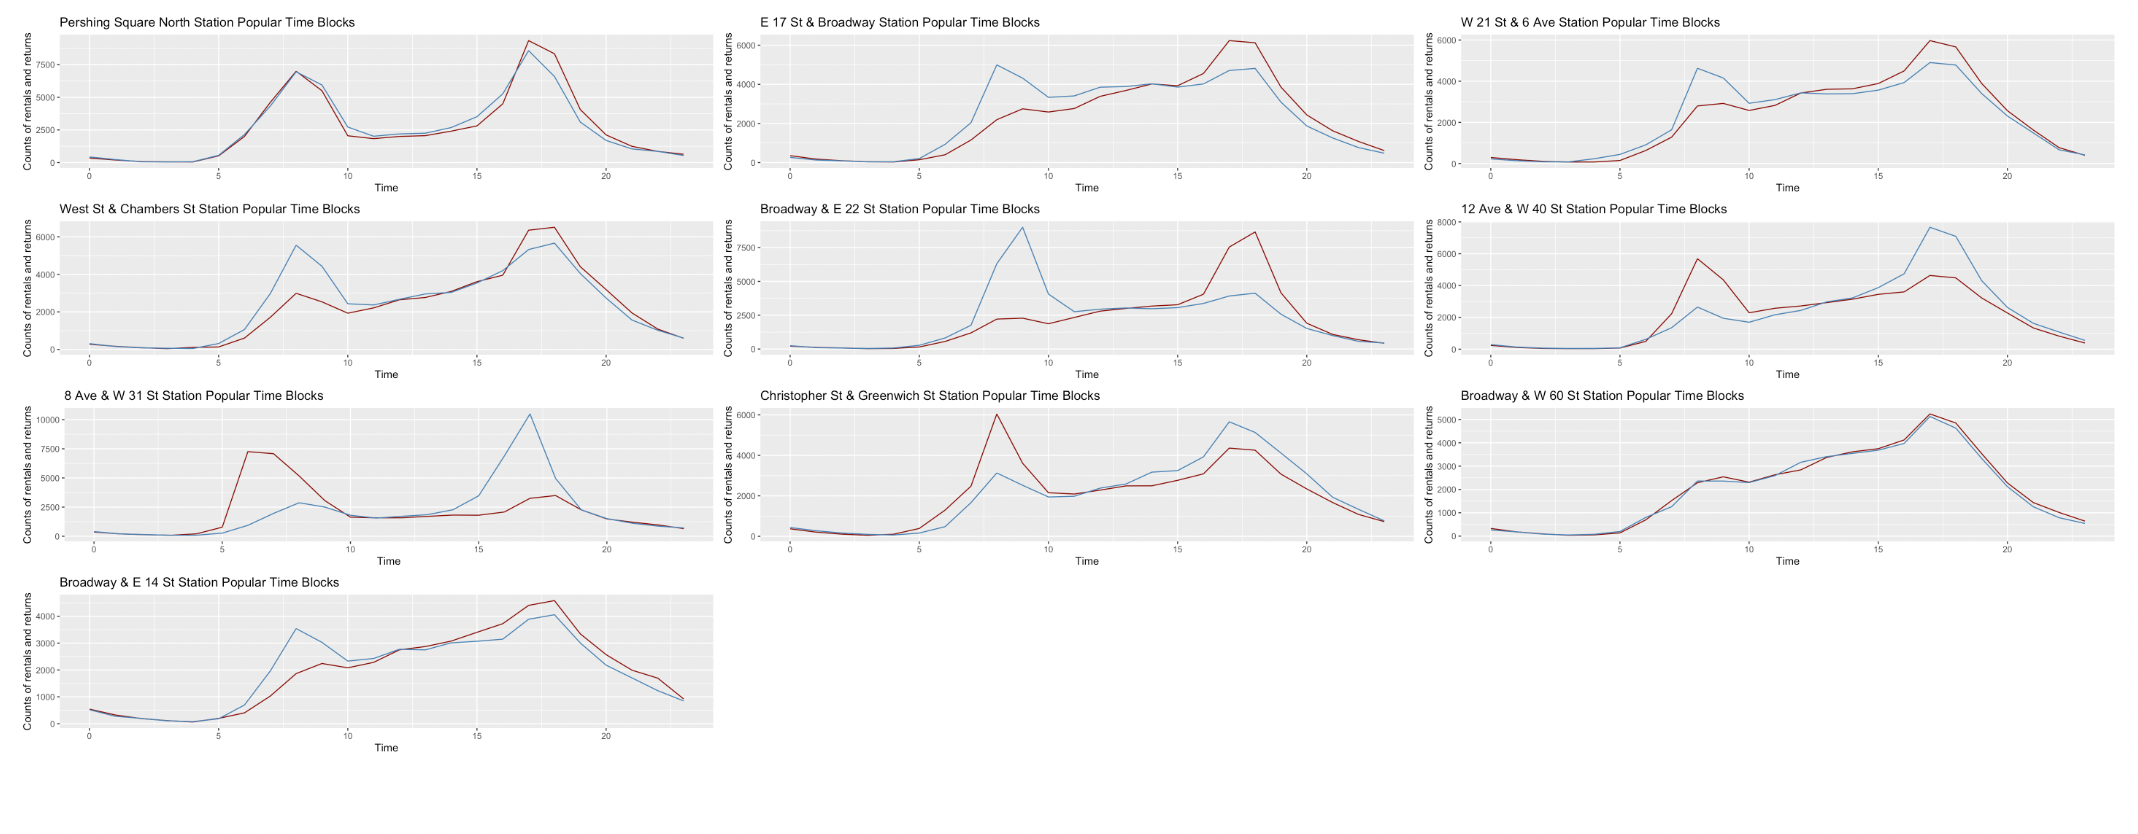 Pershing Square North Station Popular Time Blocks
Counts of rentals and returns
7500
5000
2500
0
0 5 10 15 20
Time
E 17 St & Broadway Station Popular Time Blocks
Counts of rentals and returns
6000
4000
2000
0
0 5 10 15 20
Time
W 21 St & 6 Ave Station Popular Time Blocks
Counts of rentals and returns
6000
4000
2000
0
0 5 10 15 20
Time
West St & Chambers St Station Popular Time Blocks
Counts of rentals and returns
6000
4000
2000
0
0 5 10 15 20
Time
Broadway & E 22 St Station Popular Time Blocks
Counts of rentals and returns
7500
5000
2500
0
0 5 10 15 20
Time
12 Ave & W 40 St Station Popular Time Blocks
Counts of rentals and returns
8000
6000
4000
2000
0
0 5 10 15 20
Time
8 Ave & W 31 St Station Popular Time Blocks
Counts of rentals and returns
10000
7500
5000
2500
0
0 5 10 15 20
Time
Christopher St & Greenwich St Station Popular Time Blocks
Counts of rentals and returns
6000
4000
2000
0
0 5 10 15 20
Time
Broadway & W 60 St Station Popular Time Blocks
Counts of rentals and returns
5000
4000
3000
2000
1000
0
0 5 10 15 20
Time
Broadway & E 14 St Station Popular Time Blocks
Counts of rentals and returns
4000
3000
2000
1000
0
0 5 10 15 20
Time